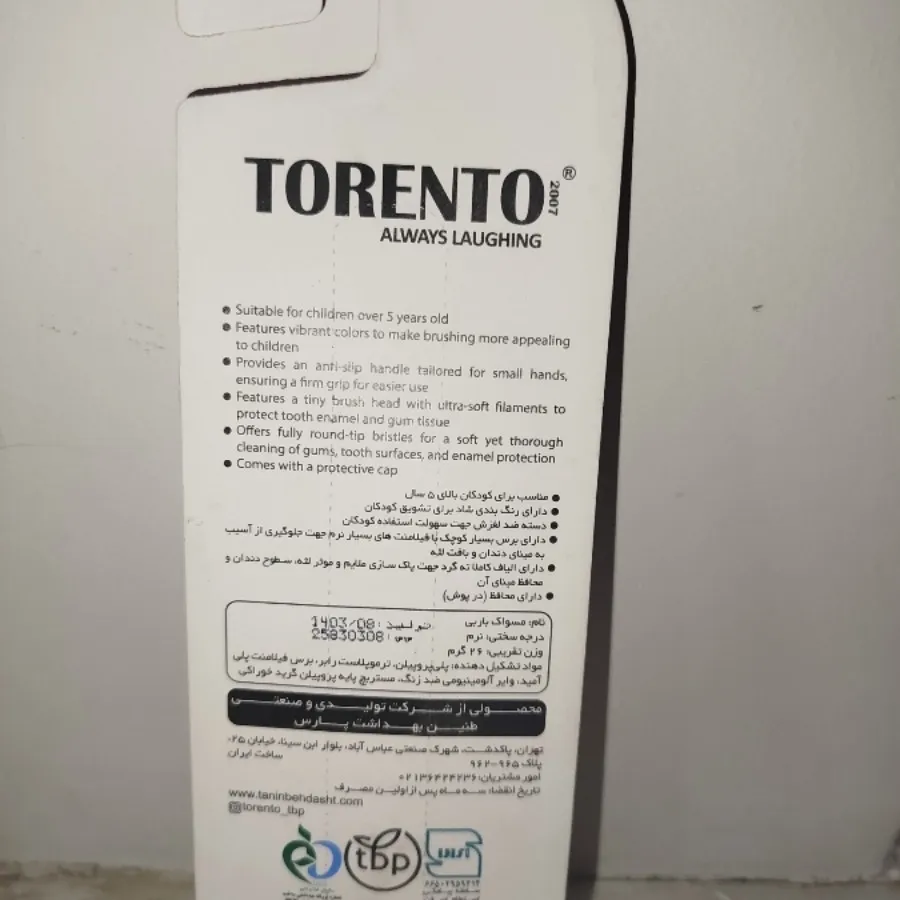 TORENTO
2007
®
ALWAYS LAUGHING
● Suitable for children over 5 years old
● Features vibrant colors to make brushing more appealing
to children
● Provides an anti-slip handle tailored for small hands,
ensuring a firm grip for easier use
● Features a tiny brush head with ultra-soft filaments to
protect tooth enamel and gum tissue
● Offers fully round-tip bristles for a soft yet thorough
cleaning of gums, tooth surfaces, and enamel protection
● Comes with a protective cap
● مناسب برای کودکان بالای ۵ سال
● دارای رنگ بندی شاد برای تشویق کودکان
● دسته ضد لغزش جهت سهولت استفاده کودکان
● دارای برس بسیار کوچک با فیلامنت های بسیار نرم جهت جلوگیری از آسیب
به مینای دندان و بافت لثه
● دارای الیاف کاملا ته گرد جهت پاک سازی ملایم و موثر لثه، سطوح دندان و
محافظ مینای آن
● دارای محافظ (در پوش)
نام: مسواک باربی
تولید: 1403/08
درجه سختی: نرم
25830308
وزن تقریبی: ۲۶ گرم
مواد تشکیل دهنده: پلی‌پروپیلن، ترموپلاست رابر، برس فیلامنت پلی
آمید، وایر آلومینیومی ضد زنگ، مستربچ پایه پروپیلن گرید خوراکی
محصولی از شرکت تولیدی و صنعتی
طنین بهداشت پارس
تهران، پاکدشت، شهرک صنعتی عباس آباد، بلوار ابن سینا، خیابان ۲۵،
پلاک ۹۶۵-۹۶۲
ساخت ایران
امور مشتریان: ۰۲۱۳۶۴۲۴۲۳۶
تاریخ انقضا: سه ماه پس از اولین مصرف
www.taninbehdasht.com
torento_tbp
tbp